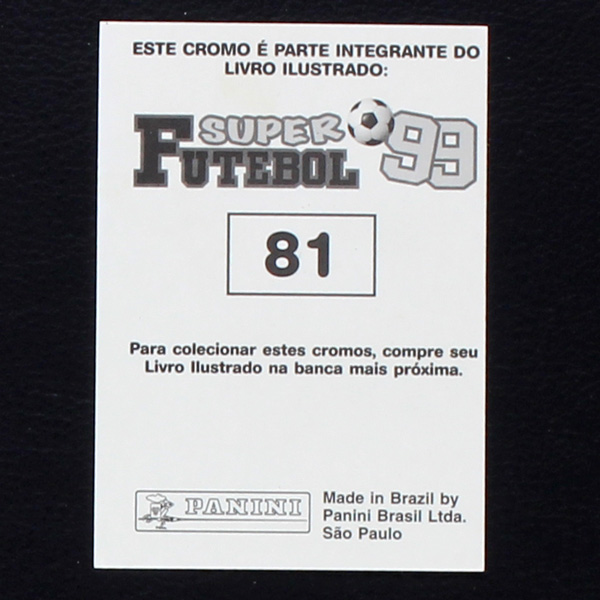 ESTE CROMO É PARTE INTEGRANTE DO
LIVRO ILUSTRADO:
SUPER
FUTEBOL 99
81
Para colecionar estes cromos, compre seu
Livro Ilustrado na banca mais próxima.
PANINI
Made in Brazil by
Panini Brasil Ltda.
São Paulo